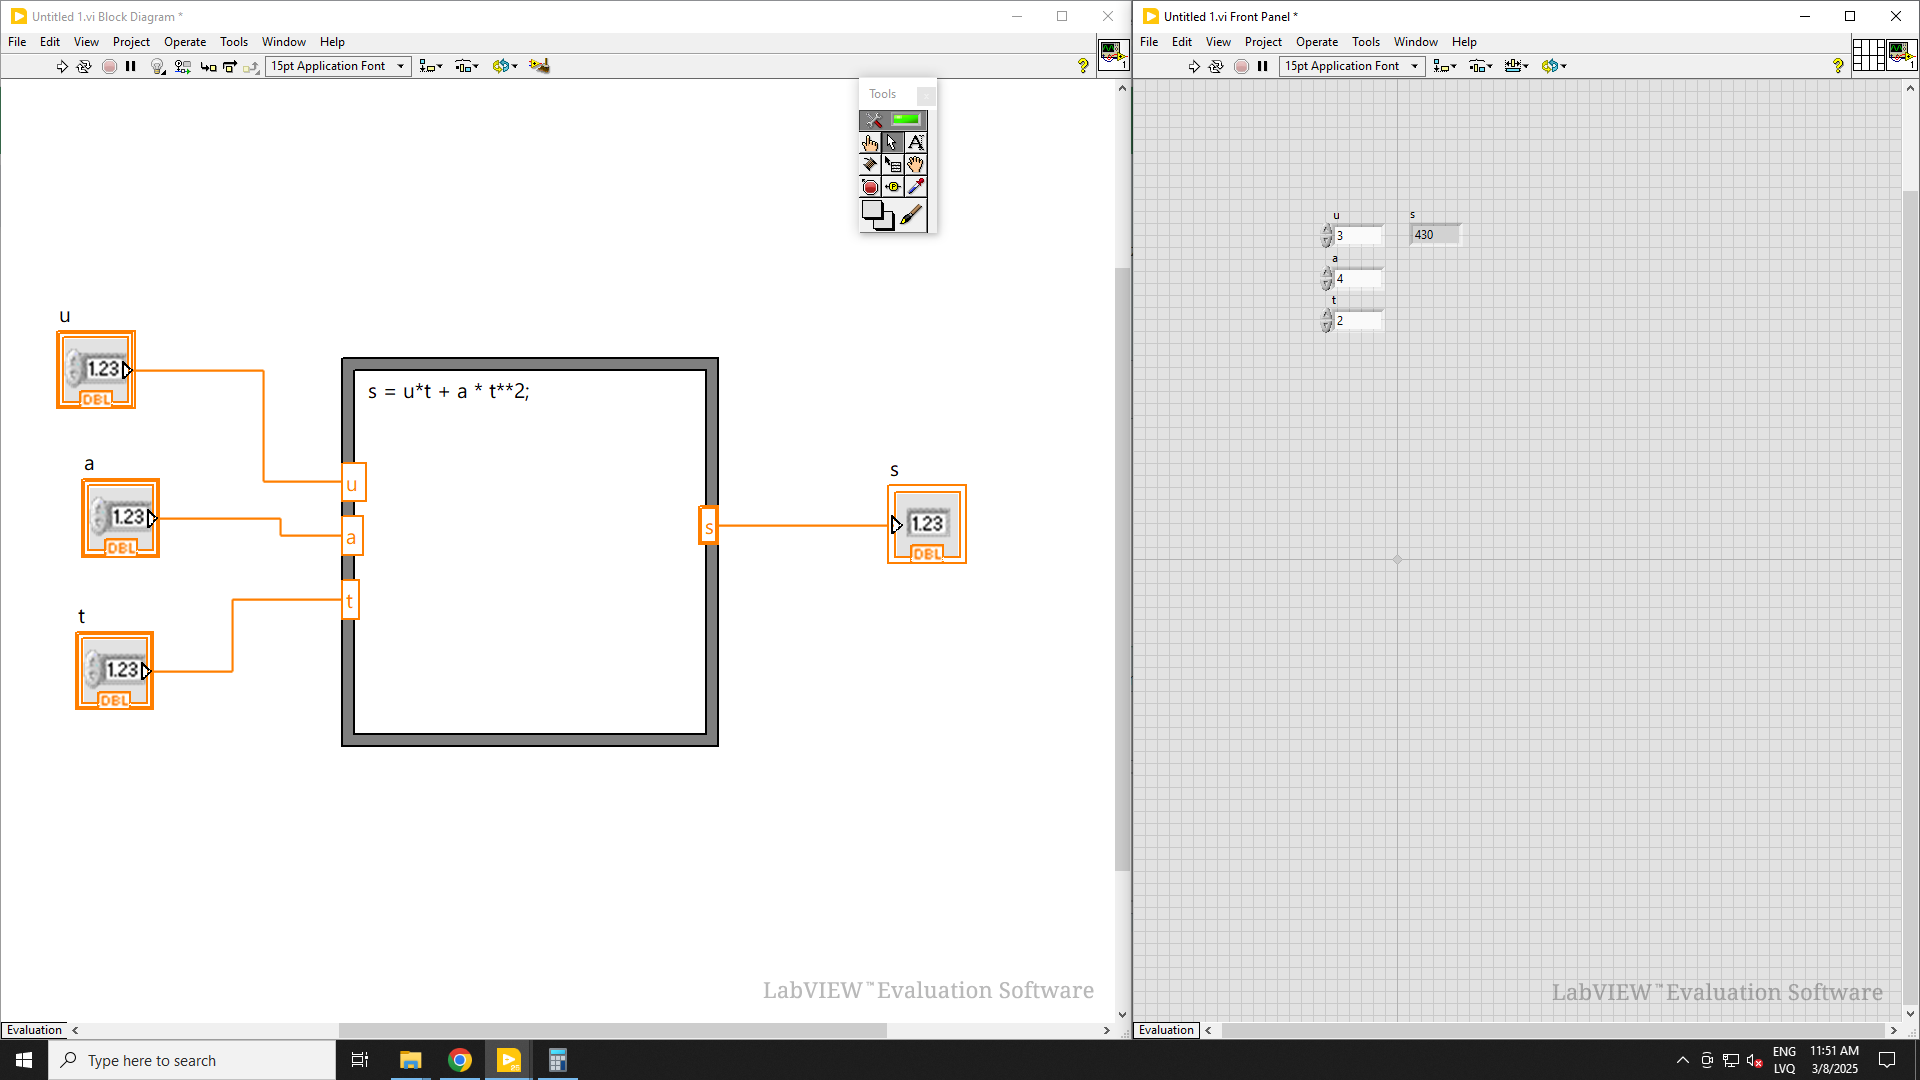 Untitled 1.vi Block Diagram *
File Edit View Project Operate Tools Window Help
15pt Application Font
?
1
Tools
A
P
u
1.23
DBL
a
1.23
DBL
t
1.23
DBL
s = u*t + a * t**2;
u
a
t
s
s
1.23
DBL
LabVIEW™ Evaluation Software
Evaluation
Untitled 1.vi Front Panel *
File Edit View Project Operate Tools Window Help
15pt Application Font
?
1
u
3
s
430
a
4
t
2
LabVIEW™ Evaluation Software
Evaluation
Type here to search
ENG
LVQ
11:51 AM
3/8/2025